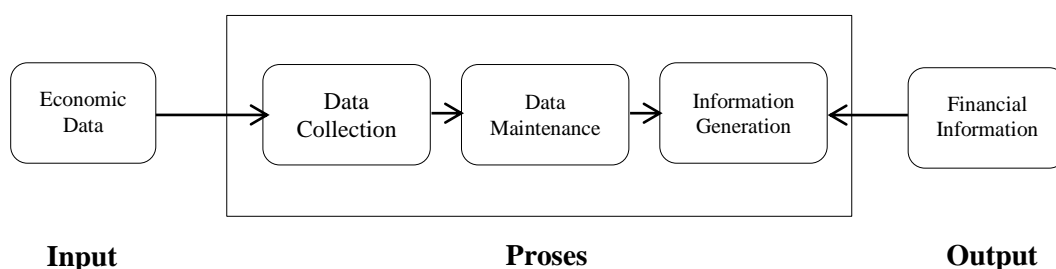 Economic
Data
Data
Collection
Data
Maintenance
Information
Generation
Financial
Information
Input
Proses
Output